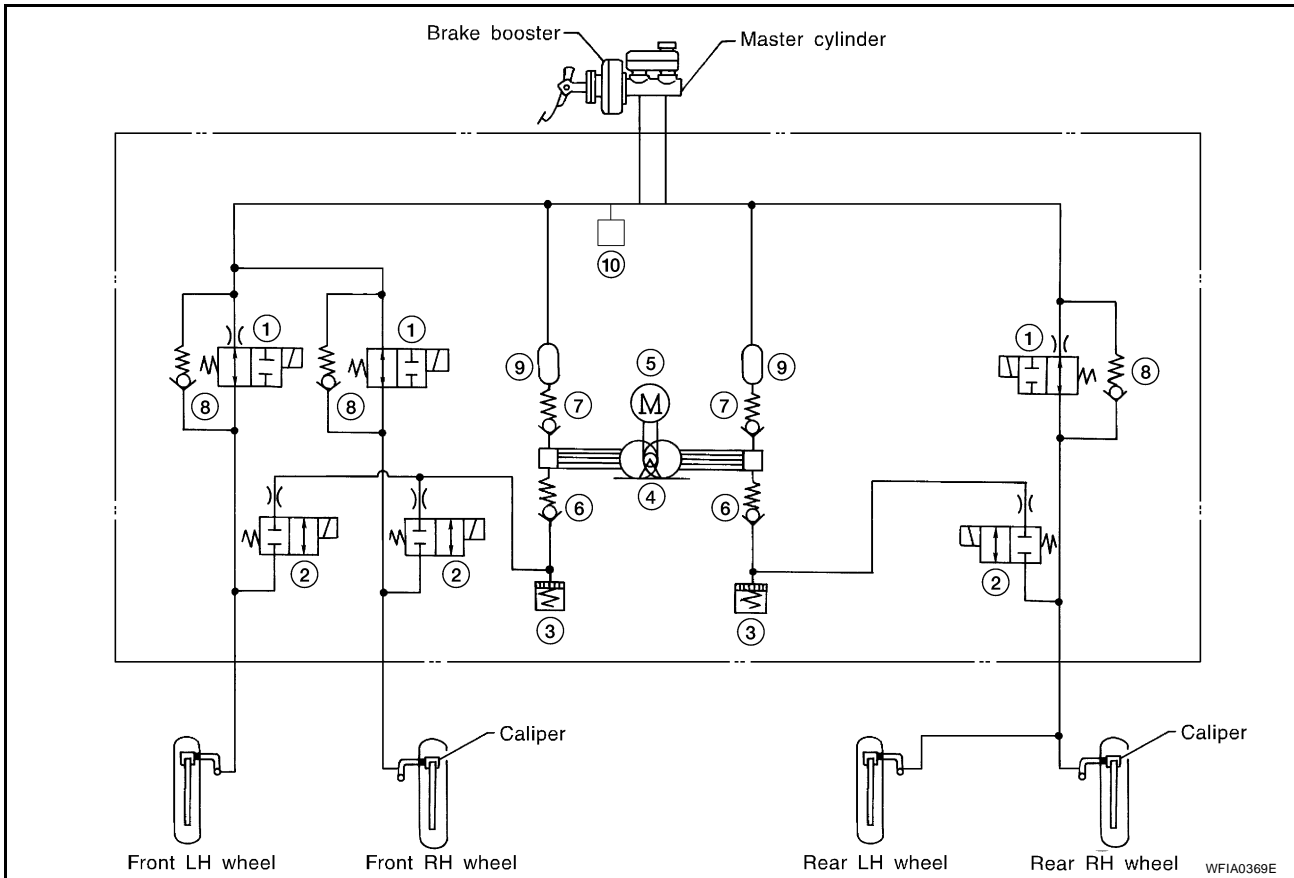 Brake booster
Master cylinder
10
1
1
1
8
8
8
9
5
9
7
M
7
6
4
6
2
2
2
3
3
Caliper
Caliper
Front LH wheel
Front RH wheel
Rear LH wheel
Rear RH wheel
WFIA0369E